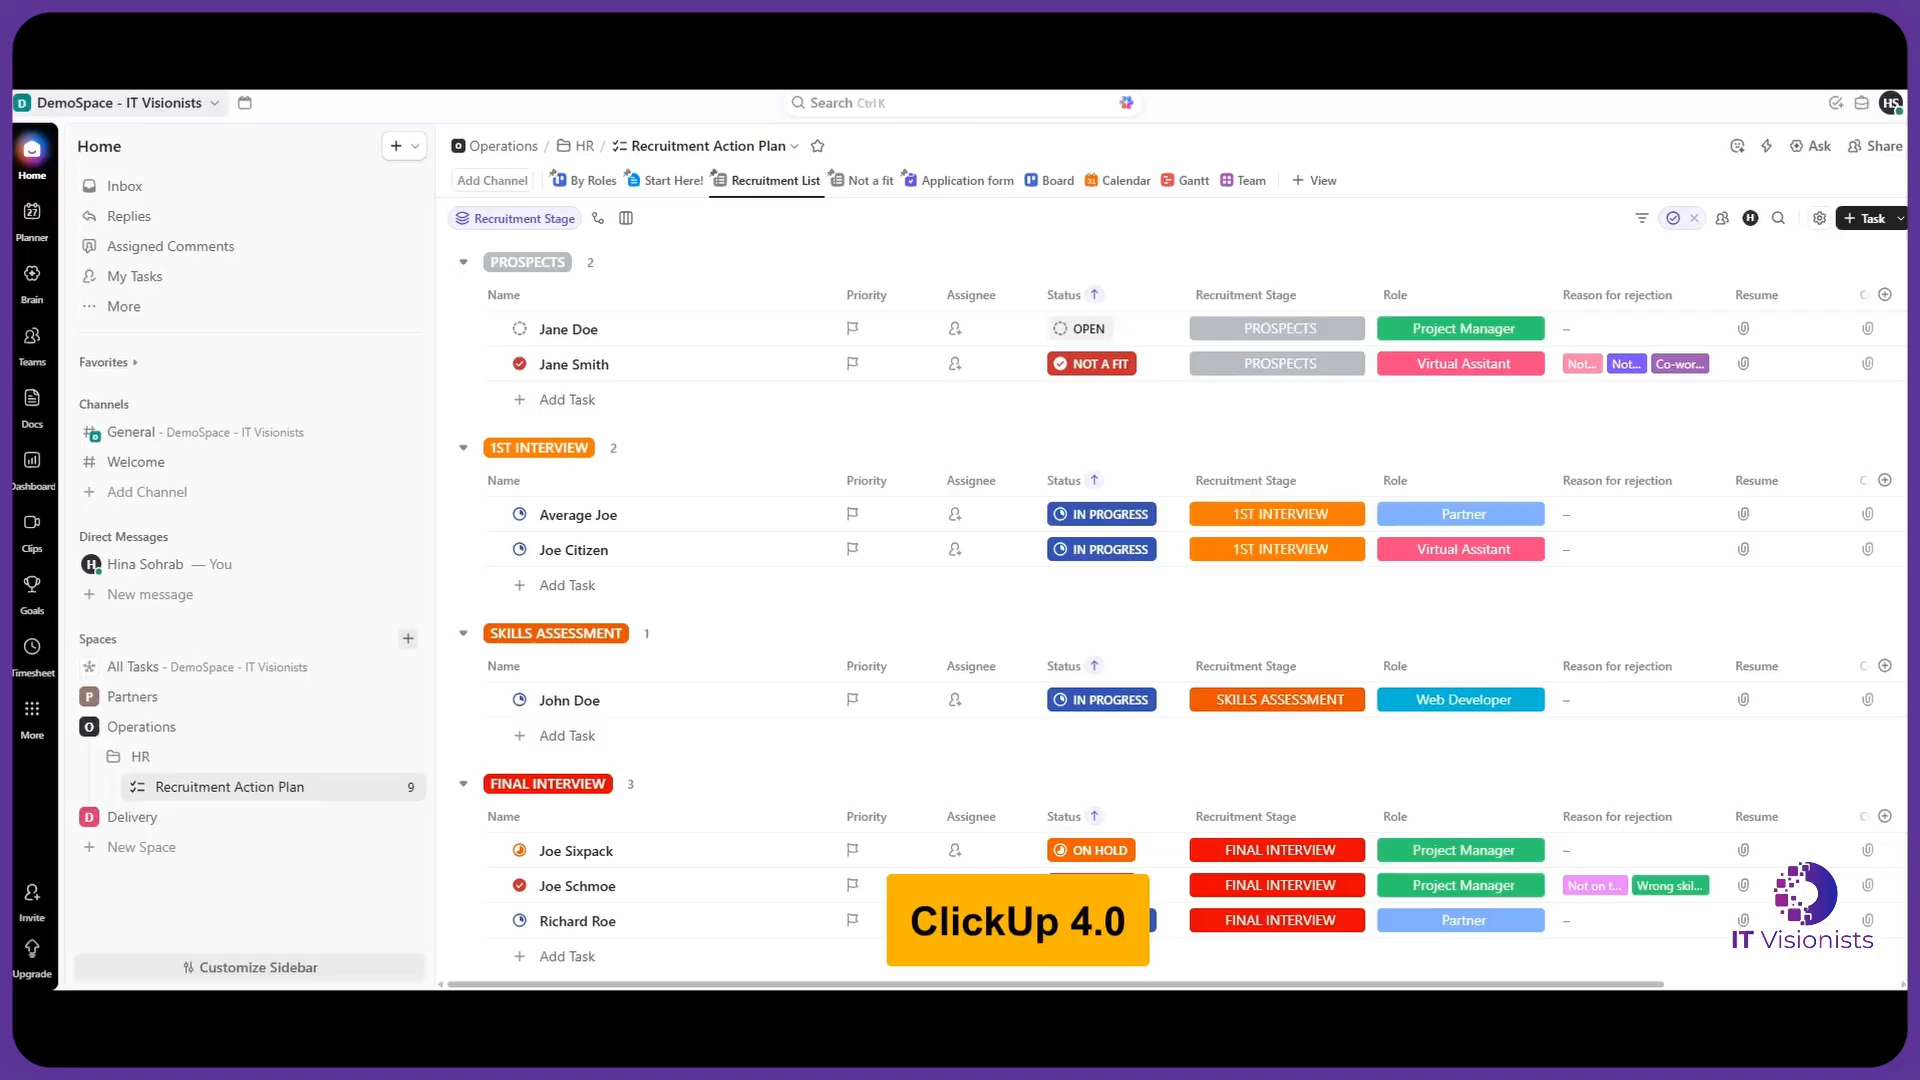 D DemoSpace - IT Visionists
Search Ctrl K
HS
Home
Planner
27
Brain
Teams
Docs
Dashboard
Clips
Goals
Timesheet
More
Invite
Upgrade
Home
Inbox
Replies
Assigned Comments
My Tasks
More
Favorites
Channels
General - DemoSpace - IT Visionists
Welcome
Add Channel
Direct Messages
H Hina Sohrab — You
New message
Spaces
All Tasks - DemoSpace - IT Visionists
P Partners
O Operations
HR
Recruitment Action Plan 9
D Delivery
New Space
Customize Sidebar
Operations / HR / Recruitment Action Plan
Ask Share
Add Channel By Roles Start Here! Recruitment List Not a fit Application form Board Calendar Gantt Team + View
Recruitment Stage
H
+ Task
PROSPECTS 2
Name Priority Assignee Status Recruitment Stage Role Reason for rejection Resume
Jane Doe OPEN PROSPECTS Project Manager –
Jane Smith NOT A FIT PROSPECTS Virtual Assitant Not... Not... Co-wor...
Add Task
1ST INTERVIEW 2
Name Priority Assignee Status Recruitment Stage Role Reason for rejection Resume
Average Joe IN PROGRESS 1ST INTERVIEW Partner –
Joe Citizen IN PROGRESS 1ST INTERVIEW Virtual Assitant –
Add Task
SKILLS ASSESSMENT 1
Name Priority Assignee Status Recruitment Stage Role Reason for rejection Resume
John Doe IN PROGRESS SKILLS ASSESSMENT Web Developer –
Add Task
FINAL INTERVIEW 3
Name Priority Assignee Status Recruitment Stage Role Reason for rejection Resume
Joe Sixpack ON HOLD FINAL INTERVIEW Project Manager –
Joe Schmoe FINAL INTERVIEW Project Manager Not on t... Wrong skil...
Richard Roe FINAL INTERVIEW Partner –
Add Task
ClickUp 4.0
IT Visionists